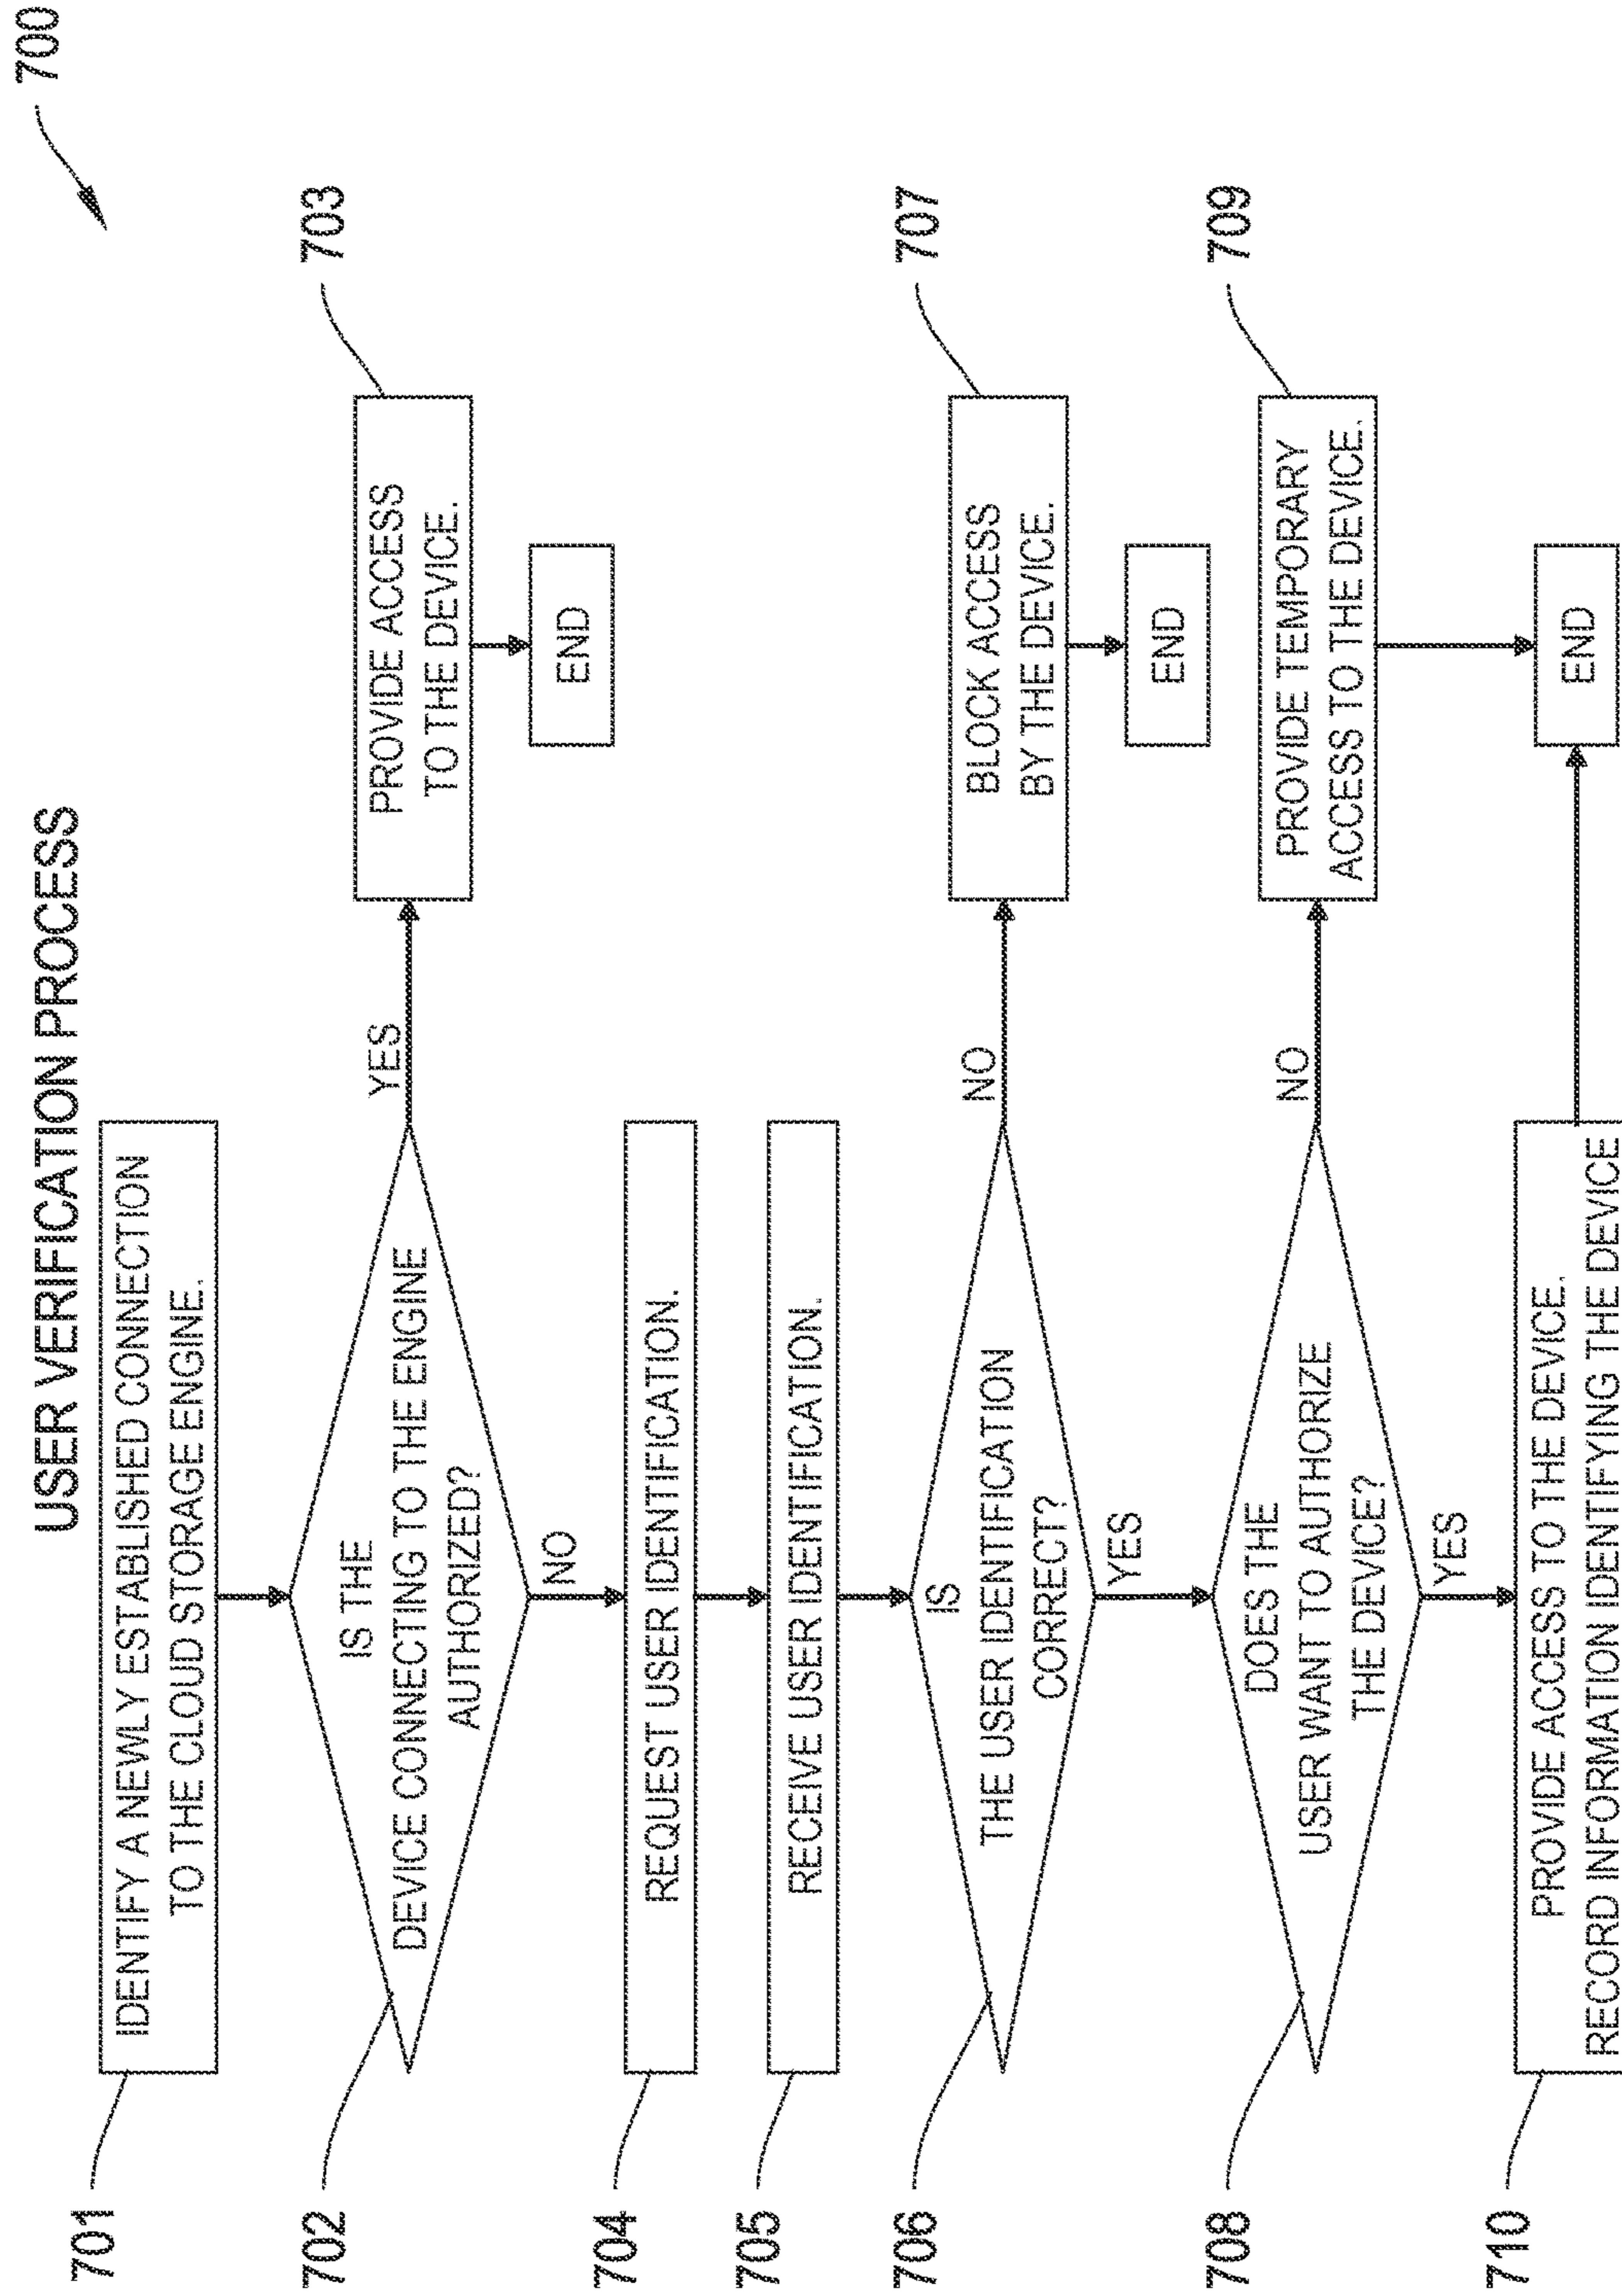 USER VERIFICATION PROCESS
700
701
IDENTIFY A NEWLY ESTABLISHED CONNECTION
TO THE CLOUD STORAGE ENGINE.
702
IS THE
DEVICE CONNECTING TO THE ENGINE
AUTHORIZED?
YES
703
PROVIDE ACCESS
TO THE DEVICE.
END
NO
704
REQUEST USER IDENTIFICATION.
705
RECEIVE USER IDENTIFICATION.
706
IS
THE USER IDENTIFICATION
CORRECT?
NO
707
BLOCK ACCESS
BY THE DEVICE.
END
YES
708
DOES THE
USER WANT TO AUTHORIZE
THE DEVICE?
NO
709
PROVIDE TEMPORARY
ACCESS TO THE DEVICE.
YES
710
PROVIDE ACCESS TO THE DEVICE.
RECORD INFORMATION IDENTIFYING THE DEVICE
END